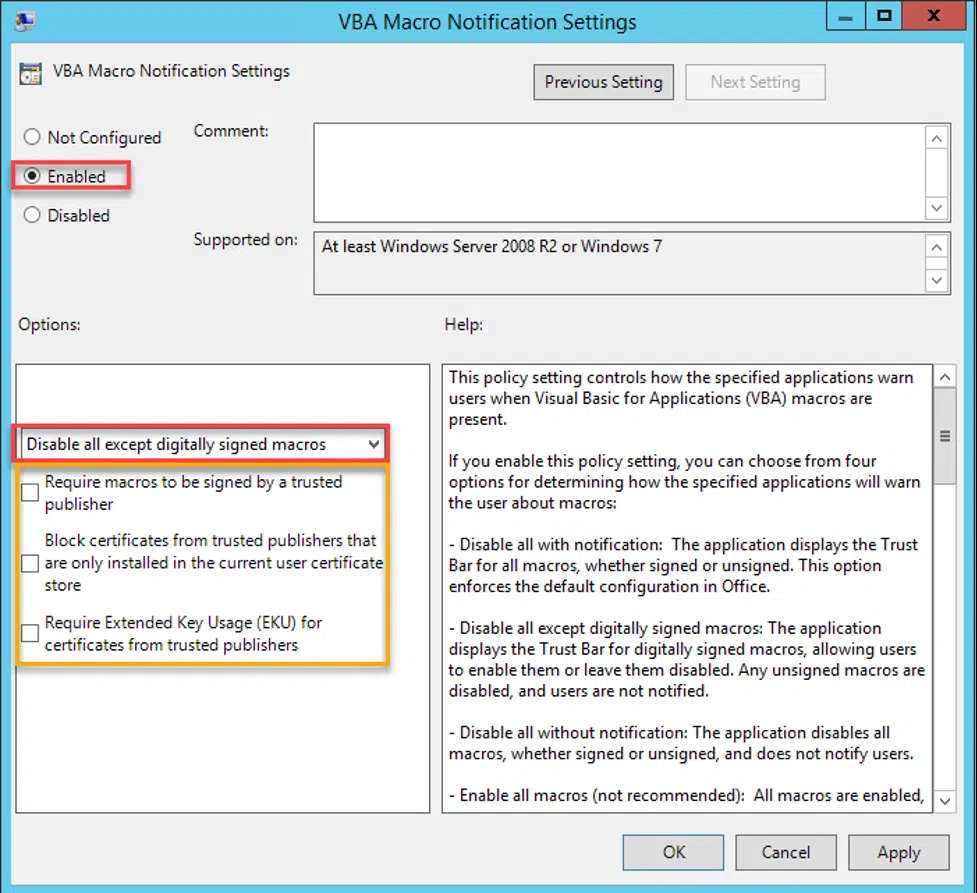 VBA Macro Notification Settings
VBA Macro Notification Settings
Previous Setting
Next Setting
Not Configured
Comment:
Enabled
Disabled
Supported on:
At least Windows Server 2008 R2 or Windows 7
Options:
Help:
Disable all except digitally signed macros
Require macros to be signed by a trusted
publisher
Block certificates from trusted publishers that
are only installed in the current user certificate
store
Require Extended Key Usage (EKU) for
certificates from trusted publishers
This policy setting controls how the specified applications warn
users when Visual Basic for Applications (VBA) macros are
present.
If you enable this policy setting, you can choose from four
options for determining how the specified applications will warn
the user about macros:
- Disable all with notification:  The application displays the Trust
Bar for all macros, whether signed or unsigned. This option
enforces the default configuration in Office.
- Disable all except digitally signed macros: The application
displays the Trust Bar for digitally signed macros, allowing users
to enable them or leave them disabled. Any unsigned macros are
disabled, and users are not notified.
- Disable all without notification: The application disables all
macros, whether signed or unsigned, and does not notify users.
- Enable all macros (not recommended):  All macros are enabled,
OK
Cancel
Apply